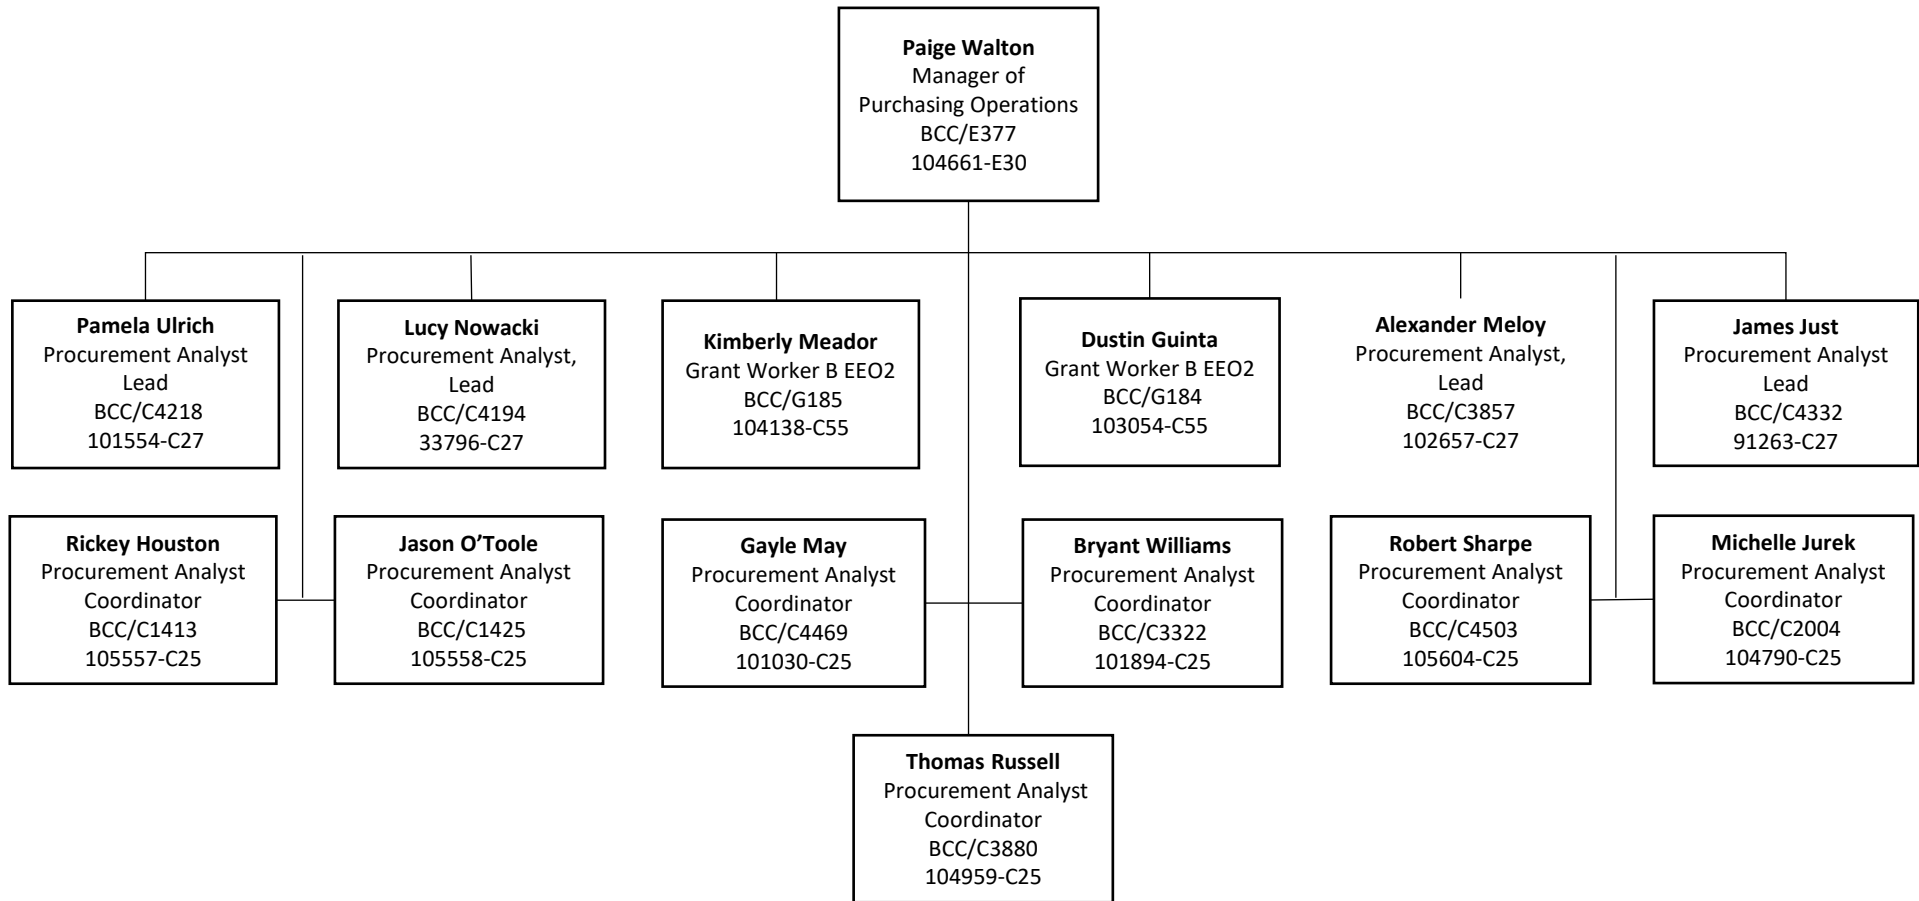 Paige Walton
Manager of
Purchasing Operations
BCC/E377
104661-E30
Pamela Ulrich
Procurement Analyst
Lead
BCC/C4218
101554-C27
Lucy Nowacki
Procurement Analyst,
Lead
BCC/C4194
33796-C27
Kimberly Meador
Grant Worker B EEO2
BCC/G185
104138-C55
Dustin Guinta
Grant Worker B EEO2
BCC/G184
103054-C55
Alexander Meloy
Procurement Analyst,
Lead
BCC/C3857
102657-C27
James Just
Procurement Analyst
Lead
BCC/C4332
91263-C27
Rickey Houston
Procurement Analyst
Coordinator
BCC/C1413
105557-C25
Jason O’Toole
Procurement Analyst
Coordinator
BCC/C1425
105558-C25
Gayle May
Procurement Analyst
Coordinator
BCC/C4469
101030-C25
Bryant Williams
Procurement Analyst
Coordinator
BCC/C3322
101894-C25
Robert Sharpe
Procurement Analyst
Coordinator
BCC/C4503
105604-C25
Michelle Jurek
Procurement Analyst
Coordinator
BCC/C2004
104790-C25
Thomas Russell
Procurement Analyst
Coordinator
BCC/C3880
104959-C25